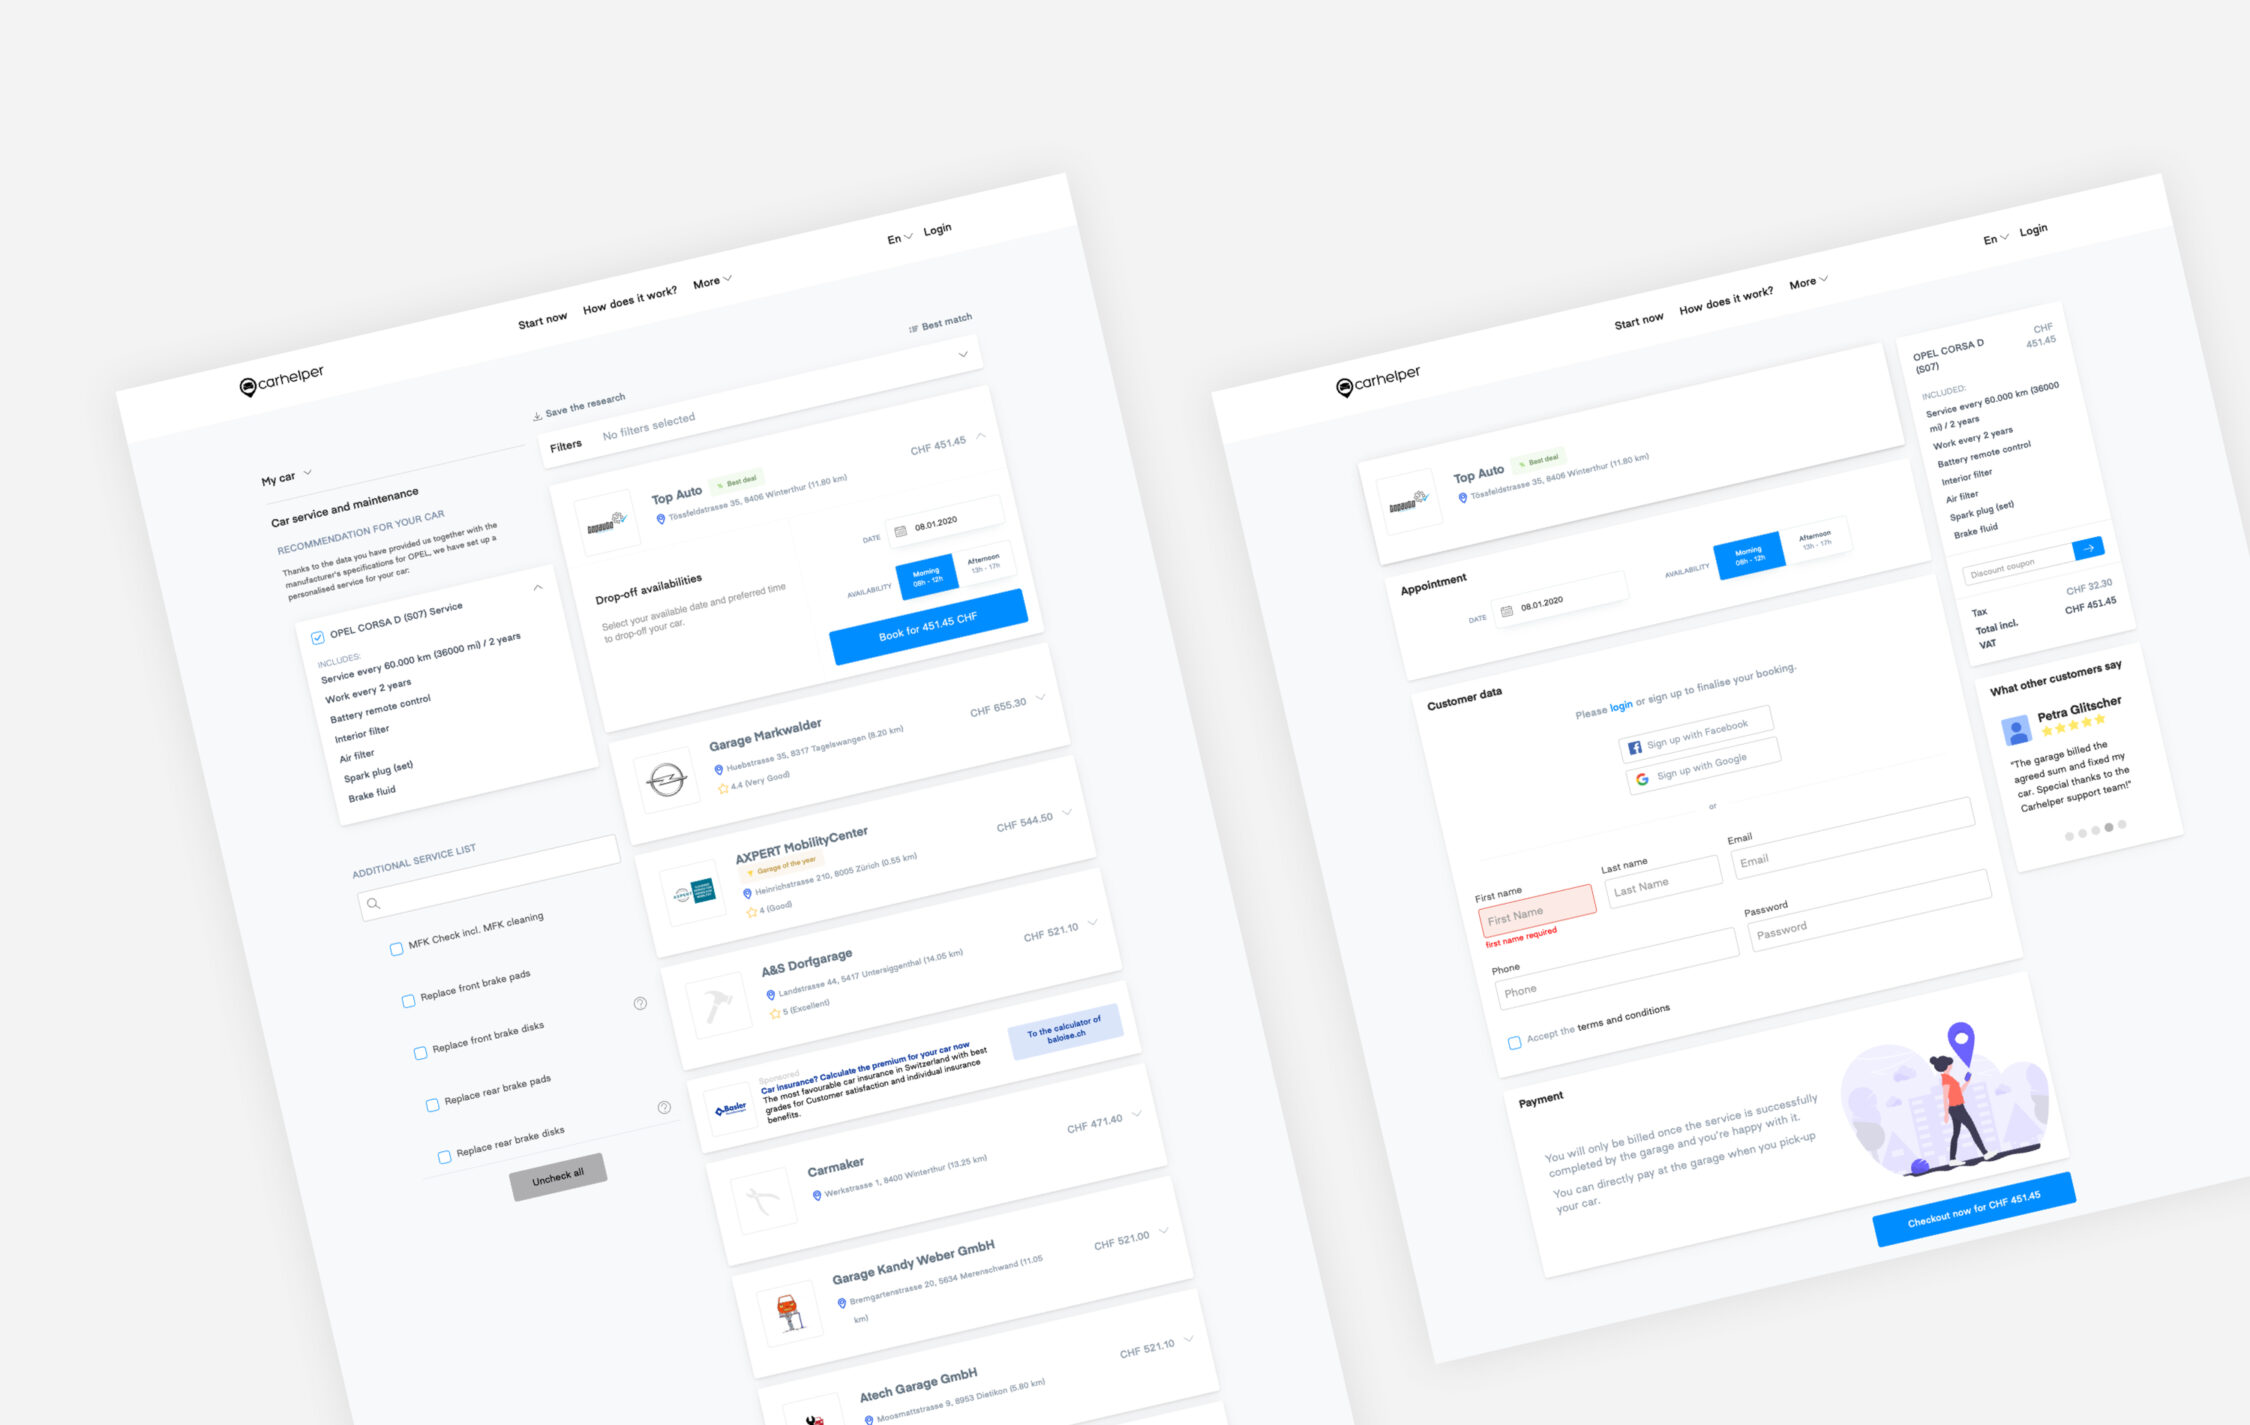 carhelper
Start now
How does it work?
More
En
Login
My car
Car service and maintenance
RECOMMENDATION FOR YOUR CAR
Thanks to the data you have provided us together with the
manufacturer's specifications for OPEL, we have set up a
personalised service for your car:
OPEL CORSA D (S07) Service
INCLUDES:
Service every 60.000 km (36000 mi) / 2 years
Work every 2 years
Battery remote control
Interior filter
Air filter
Spark plug (set)
Brake fluid
ADDITIONAL SERVICE LIST
MFK Check incl. MFK cleaning
Replace front brake pads
Replace front brake disks
Replace rear brake pads
Replace rear brake disks
Uncheck all
Save the research
Best match
Filters
No filters selected
Top Auto
Best deal
Tössfeldstrasse 35, 8406 Winterthur (11.80 km)
CHF 451.45
Drop-off availabilities
Select your available date and preferred time
to drop-off your car.
DATE
08.01.2020
AVAILABILITY
Morning
08h - 12h
Afternoon
13h - 17h
Book for 451.45 CHF
Garage Markwalder
Huebstrasse 35, 8317 Tagelswangen (8.20 km)
4.4 (Very Good)
CHF 655.30
AXPERT MobilityCenter
Garage of the year
Heinrichstrasse 210, 8005 Zürich (0.55 km)
4 (Good)
CHF 544.50
A&S Dorfgarage
Landstrasse 44, 5417 Untersiggenthal (14.05 km)
5 (Excellent)
CHF 521.10
Basler
Sponsored
Car insurance? Calculate the premium for your car now
The most favourable car insurance in Switzerland with best
grades for Customer satisfaction and individual insurance
benefits.
To the calculator of
baloise.ch
Carmaker
Werkstrasse 1, 8400 Winterthur (13.25 km)
CHF 471.40
Garage Kandy Weber GmbH
Bremgartenstrasse 20, 5634 Merenschwand (11.05
km)
CHF 521.00
Atech Garage GmbH
Moosmattstrasse 9, 8953 Dietikon (5.80 km)
CHF 521.10
carhelper
Start now
How does it work?
More
En
Login
Top Auto
Best deal
Tössfeldstrasse 35, 8406 Winterthur (11.80 km)
Appointment
DATE
08.01.2020
AVAILABILITY
Morning
08h - 12h
Afternoon
13h - 17h
Customer data
Please login or sign up to finalise your booking.
Sign up with Facebook
Sign up with Google
or
First name
First Name
first name required
Last name
Last Name
Email
Email
Phone
Phone
Password
Password
Accept the terms and conditions
Payment
You will only be billed once the service is successfully
completed by the garage and you're happy with it.
You can directly pay at the garage when you pick-up
your car.
Checkout now for CHF 451.45
OPEL CORSA D
(S07)
CHF
451.45
INCLUDED:
Service every 60.000 km (36000
mi) / 2 years
Work every 2 years
Battery remote control
Interior filter
Air filter
Spark plug (set)
Brake fluid
Discount coupon
Tax
CHF 32.30
Total incl.
VAT
CHF 451.45
What other customers say
Petra Glitscher
"The garage billed the
agreed sum and fixed my
car. Special thanks to the
Carhelper support team!"